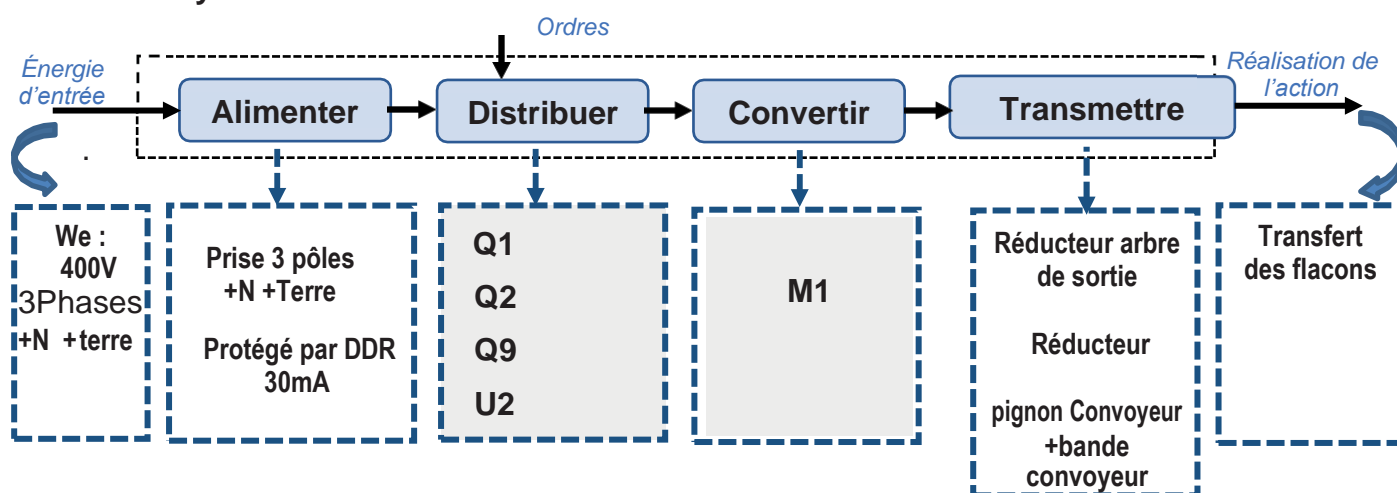 Ordres
Énergie
d'entrée
Alimenter
Distribuer
Convertir
Transmettre
Réalisation de
l'action
.
We :
400V
3Phases
+N +terre
Prise 3 pôles
+N +Terre
Protégé par DDR
30mA
Q1
Q2
Q9
U2
M1
Réducteur arbre
de sortie
Réducteur
pignon Convoyeur
+bande
convoyeur
Transfert
des flacons